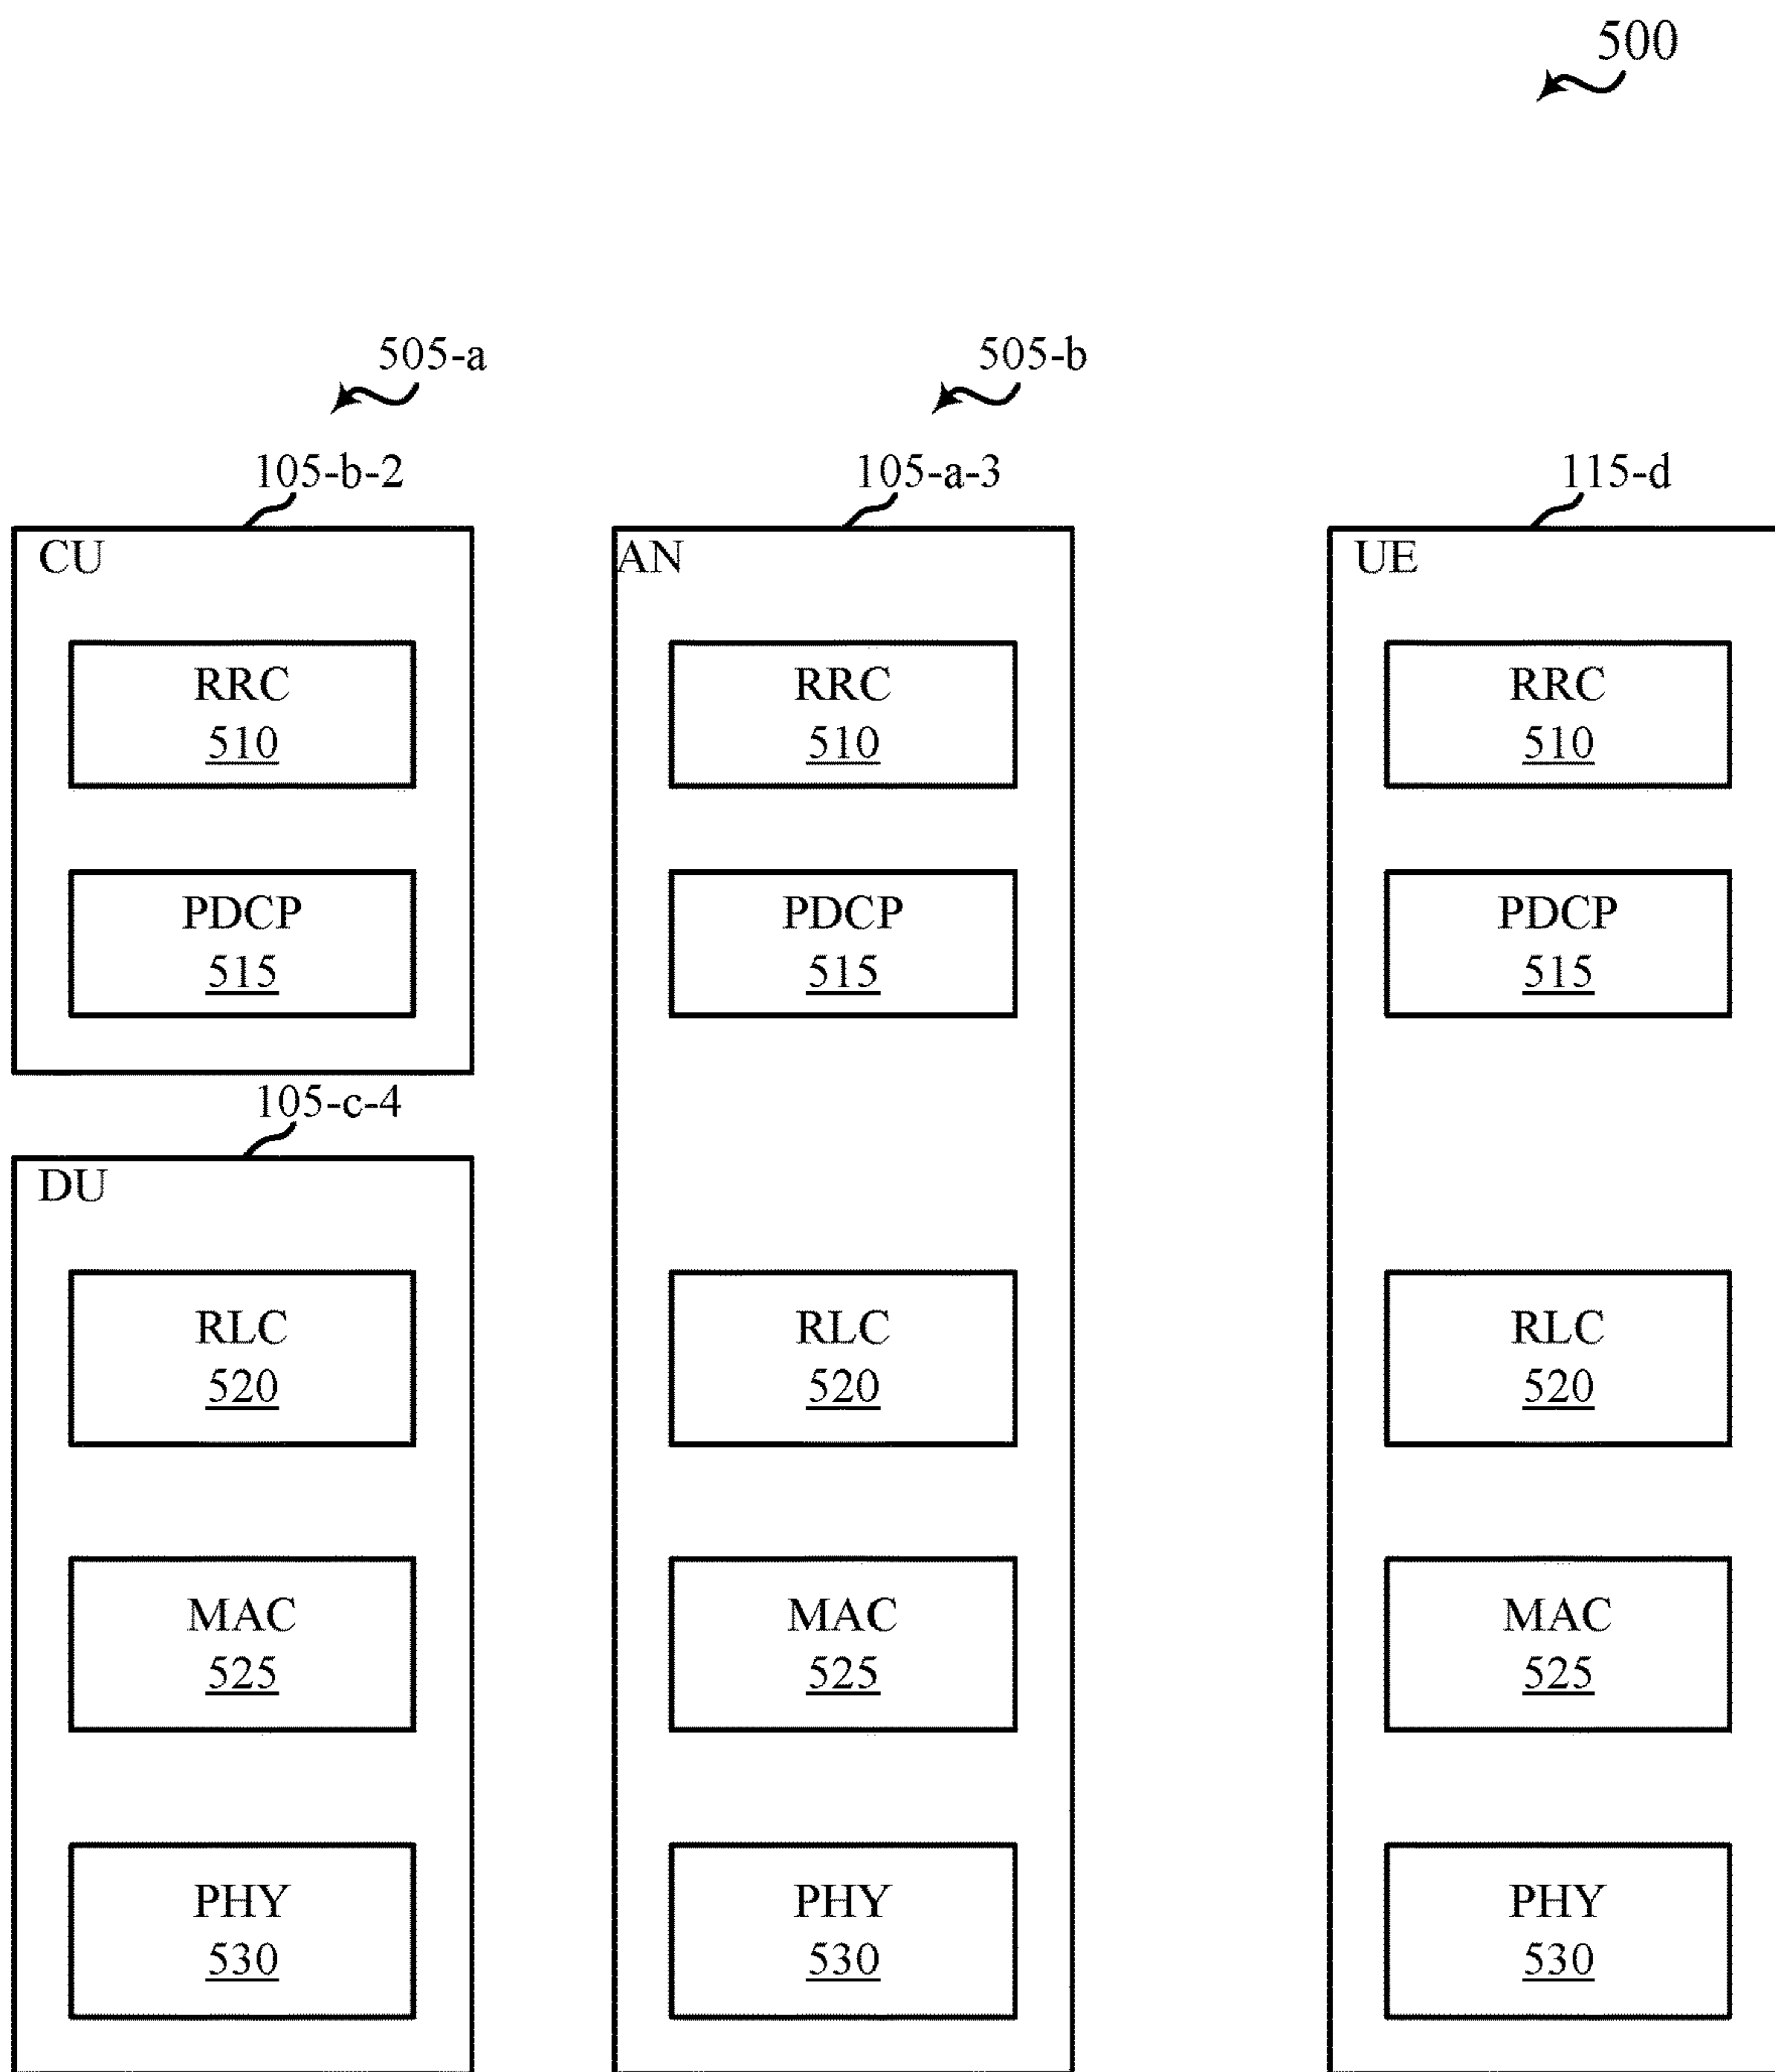 500
505-a
505-b
105-b-2
105-a-3
115-d
CU
RRC
510
PDCP
515
105-c-4
DU
RLC
520
MAC
525
PHY
530
AN
RRC
510
PDCP
515
RLC
520
MAC
525
PHY
530
UE
RRC
510
PDCP
515
RLC
520
MAC
525
PHY
530